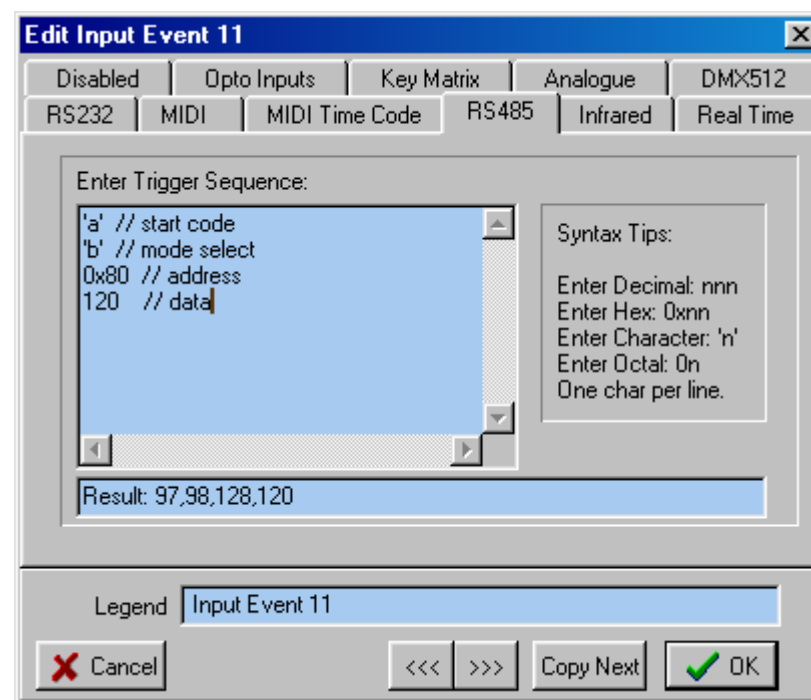 Edit Input Event 11
Disabled Opto Inputs Key Matrix Analogue DMX512
RS232 MIDI MIDI Time Code RS485 Infrared Real Time
Enter Trigger Sequence:
'a' // start code
'b' // mode select
0x80 // address
120 // data
Syntax Tips:
Enter Decimal: nnn
Enter Hex: 0xnn
Enter Character: 'n'
Enter Octal: 0n
One char per line.
Result: 97,98,128,120
Legend Input Event 11
Cancel <<< >>> Copy Next OK